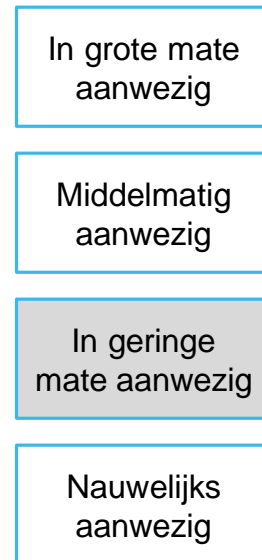 In grote mate
aanwezig
Middelmatig
aanwezig
In geringe
mate aanwezig
Nauwelijks
aanwezig